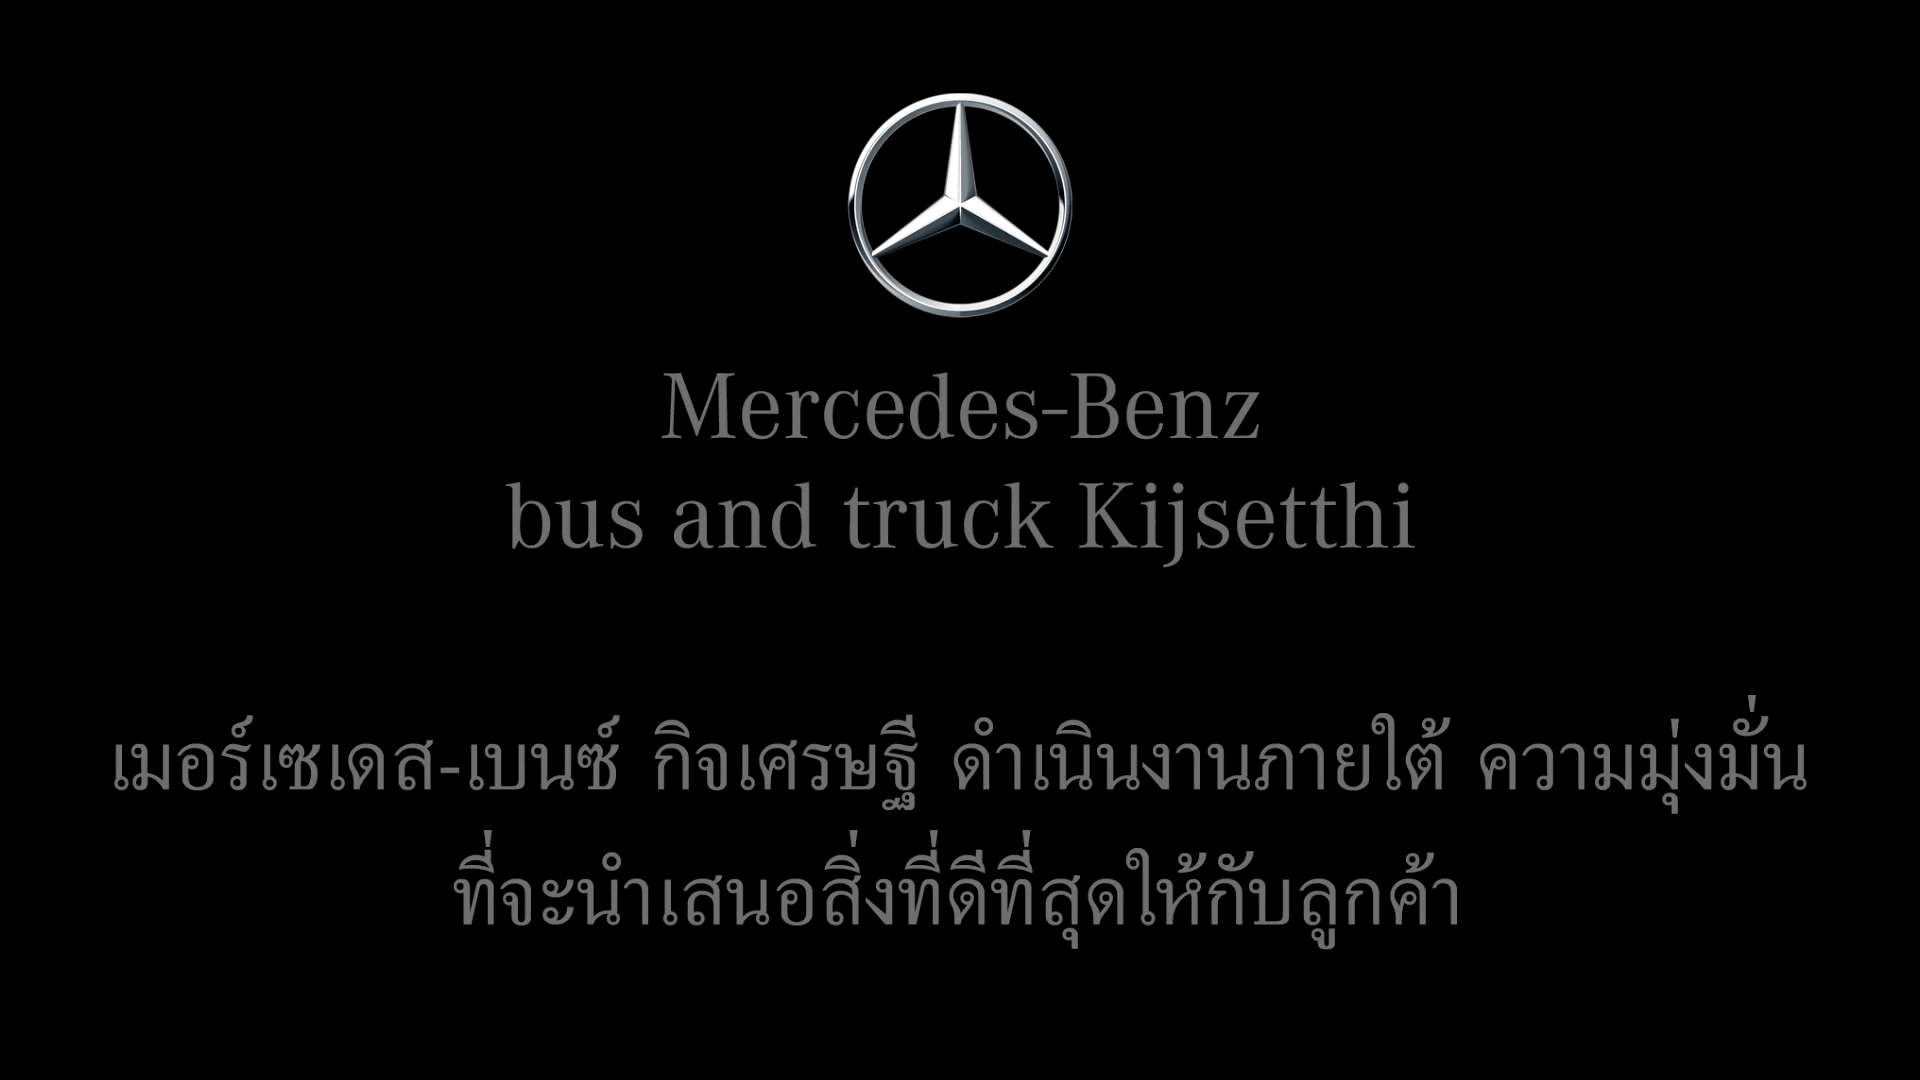 Mercedes-Benz
bus and truck Kijsetthi
เมอร์เซเดส-เบนซ์ กิจเศรษฐี ดำเนินงานภายใต้ ความมุ่งมั่น
ที่จะนำเสนอสิ่งที่ดีที่สุดให้กับลูกค้า